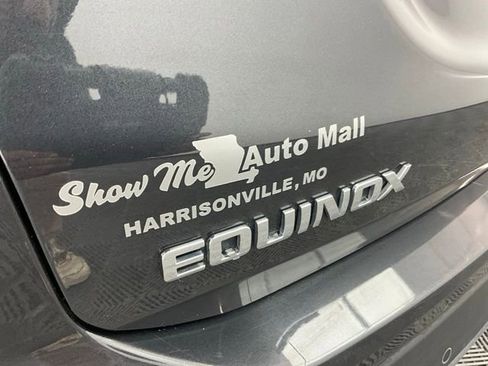 Show Me Auto Mall
HARRISONVILLE, MO
EQUINOX